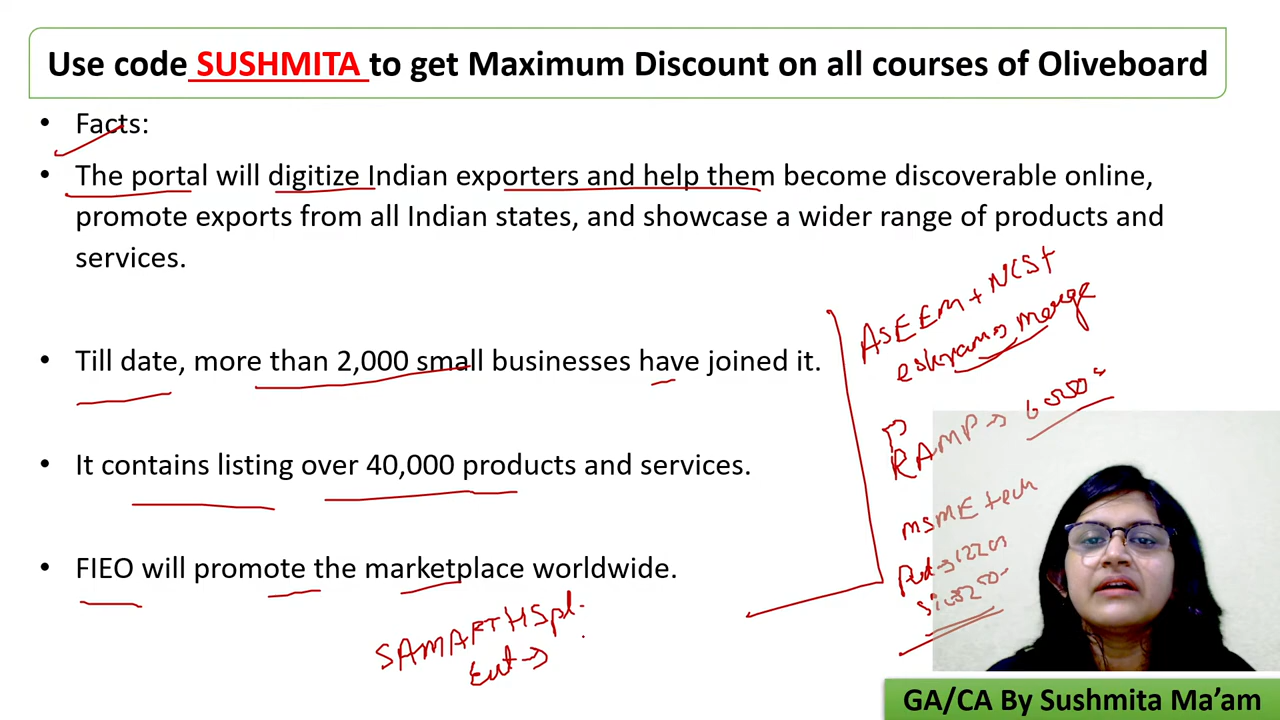 Use code SUSHMITA to get Maximum Discount on all courses of Oliveboard
• Facts:
• The portal will digitize Indian exporters and help them become discoverable online,
promote exports from all Indian states, and showcase a wider range of products and
services.
• Till date, more than 2,000 small businesses have joined it.
• It contains listing over 40,000 products and services.
• FIEO will promote the marketplace worldwide.
ASEEM + NCS +
merge
RAMP →
MSME tech
GA/CA By Sushmita Ma’am